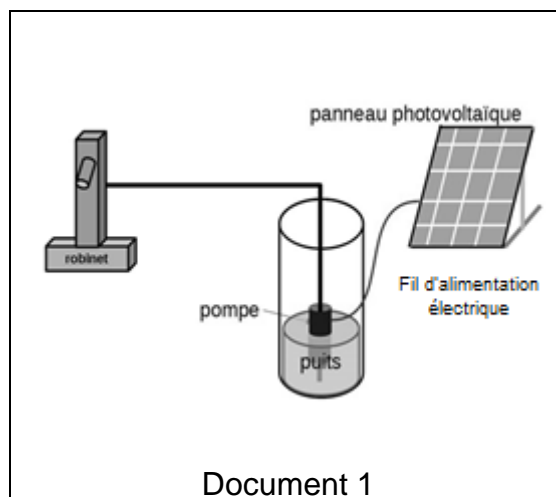 panneau photovoltaïque
robinet
Fil d'alimentation
électrique
pompe
puits
Document 1